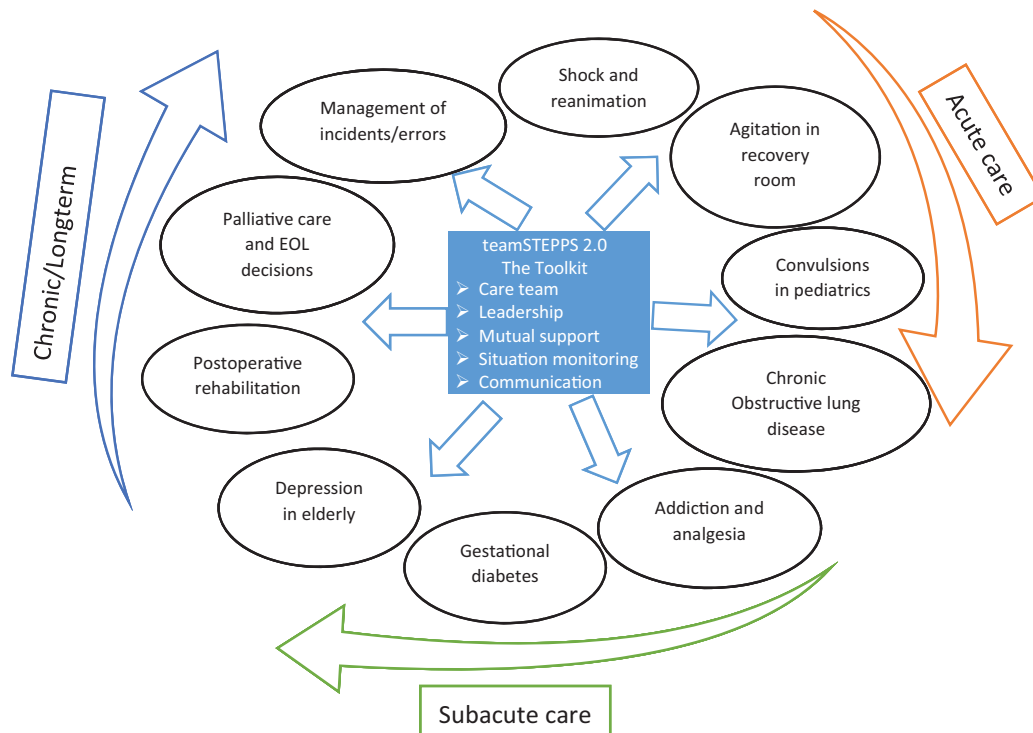 Shock and
reanimation
Management of
incidents/errors
Agitation in
recovery
room
Acute care
Palliative care
and EOL
decisions
Chronic/Longterm
teamSTEPPS 2.0
The Toolkit
➢ Care team
➢ Leadership
➢ Mutual support
➢ Situation monitoring
➢ Communication
Convulsions
in pediatrics
Postoperative
rehabilitation
Chronic
Obstructive lung
disease
Depression
in elderly
Addiction and
analgesia
Gestational
diabetes
Subacute care